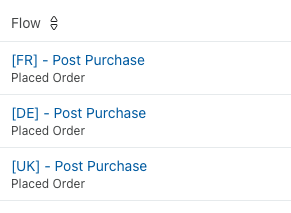 Flow
[FR] - Post Purchase
Placed Order
[DE] - Post Purchase
Placed Order
[UK] - Post Purchase
Placed Order